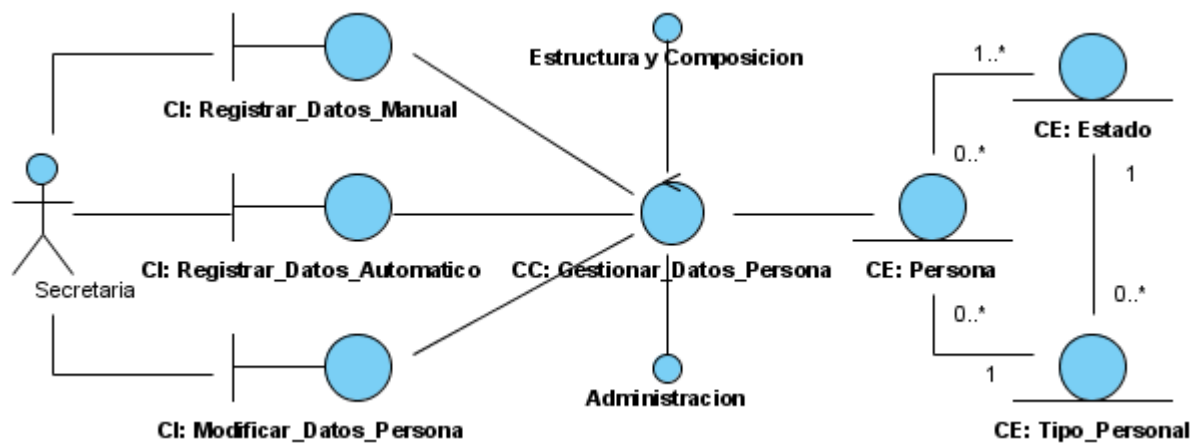 Estructura y Composicion
1..*
CI: Registrar_Datos_Manual
CE: Estado
0..*
1
Secretaria
CI: Registrar_Datos_Automatico
CC: Gestionar_Datos_Persona
CE: Persona
0..*
0..*
1
Administracion
CI: Modificar_Datos_Persona
CE: Tipo_Personal